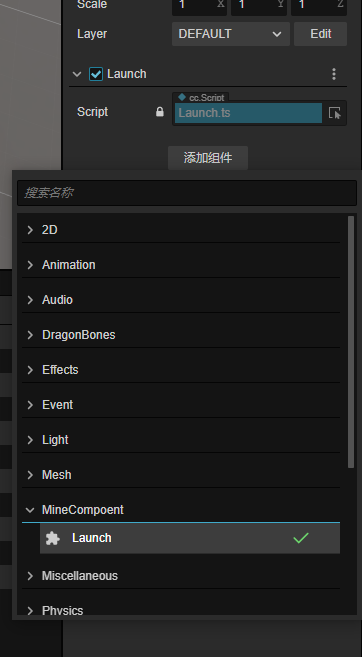 Scale 1 X 1 Y 1 Z
Layer DEFAULT Edit
Launch
cc.Script
Script Launch.ts
添加组件
搜索名称
2D
Animation
Audio
DragonBones
Effects
Event
Light
Mesh
MineCompoent
Launch
Miscellaneous
Physics